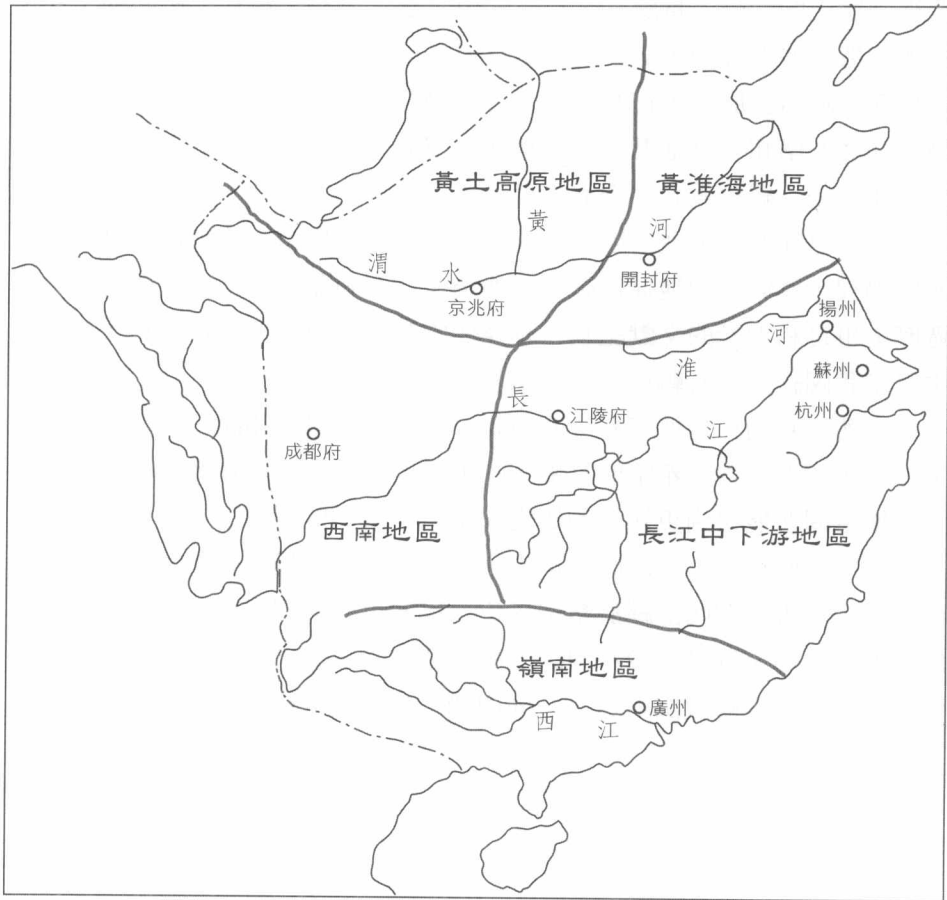 黃土高原地區
黃淮海地區
黃
河
渭
水
開封府
京兆府
揚州
河
淮
蘇州
長
江陵府
江
杭州
成都府
西南地區
長江中下游地區
嶺南地區
廣州
西
江